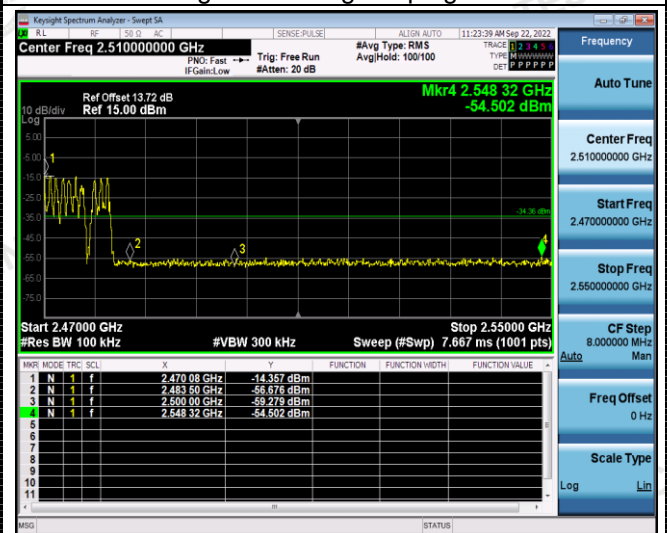 Keysight Spectrum Analyzer - Swept SA
RL RF 50 Ω AC SENSE:PULSE ALIGN AUTO 11:23:39 AM Sep 22, 2022
Center Freq 2.510000000 GHz
PNO: Fast
IFGain:Low
Trig: Free Run
#Atten: 20 dB
#Avg Type: RMS
Avg|Hold: 100/100
TRACE 1 2 3 4 5 6
TYPE M WWWWW
DET P P P P P P
Mkr4 2.548 32 GHz
-54.502 dBm
Ref Offset 13.72 dB
10 dB/div Ref 15.00 dBm
Log
5.00
-5.00
-15.0
-25.0
-35.0
-45.0
-55.0
-65.0
-75.0
1
2
3
4
-34.36 dBm
Start 2.47000 GHz Stop 2.55000 GHz
#Res BW 100 kHz #VBW 300 kHz Sweep (#Swp) 7.667 ms (1001 pts)
MKR MODE TRC SCL X Y FUNCTION FUNCTION WIDTH FUNCTION VALUE
1 N 1 f 2.470 08 GHz -14.357 dBm
2 N 1 f 2.483 50 GHz -56.676 dBm
3 N 1 f 2.500 00 GHz -59.279 dBm
4 N 1 f 2.548 32 GHz -54.502 dBm
5
6
7
8
9
10
11
MSG STATUS
Frequency
Auto Tune
Center Freq
2.510000000 GHz
Start Freq
2.470000000 GHz
Stop Freq
2.550000000 GHz
CF Step
8.000000 MHz
Auto Man
Freq Offset
0 Hz
Scale Type
Log Lin